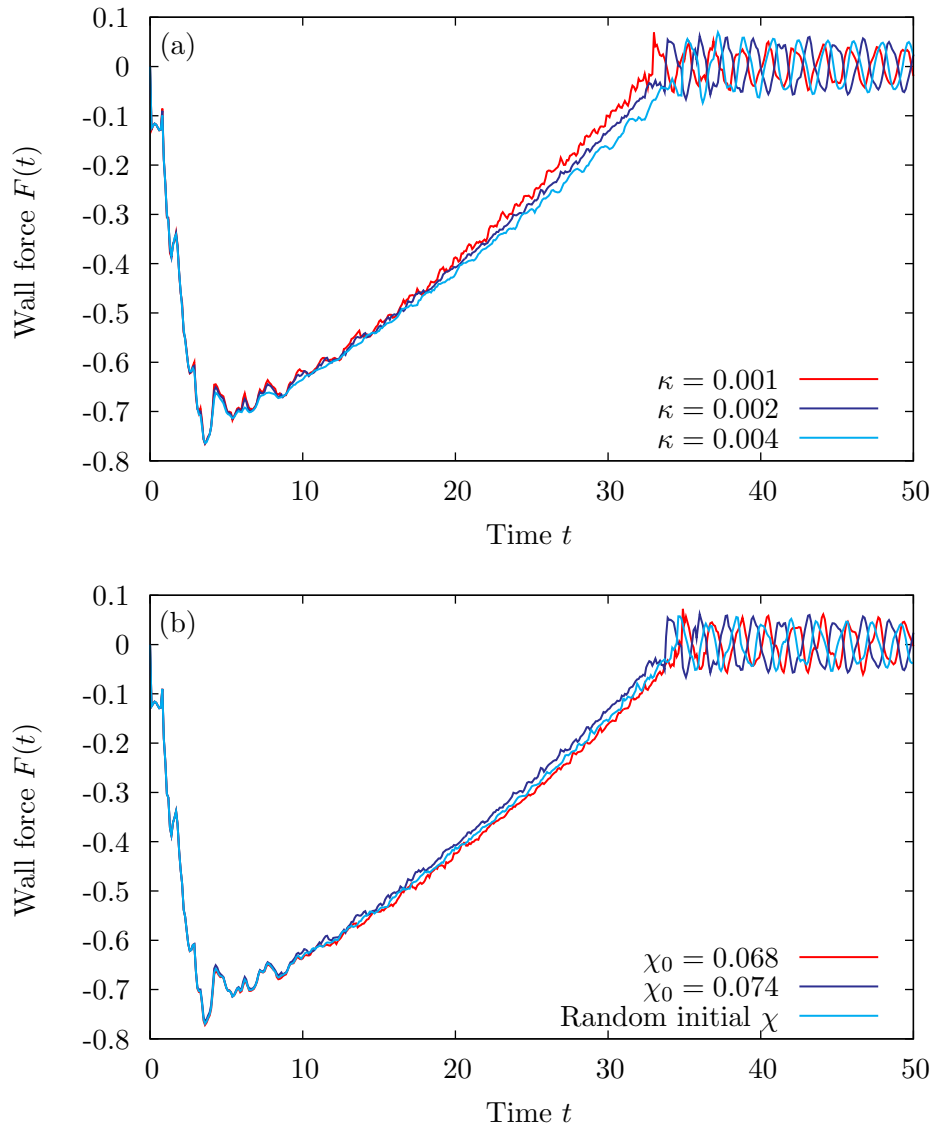 0.1
(a)
0
-0.1
-0.2
-0.3
-0.4
-0.5
-0.6
-0.7
-0.8
Wall force F(t)
κ = 0.001
κ = 0.002
κ = 0.004
0 10 20 30 40 50
Time t
0.1
(b)
0
-0.1
-0.2
-0.3
-0.4
-0.5
-0.6
-0.7
-0.8
Wall force F(t)
χ₀ = 0.068
χ₀ = 0.074
Random initial χ
0 10 20 30 40 50
Time t